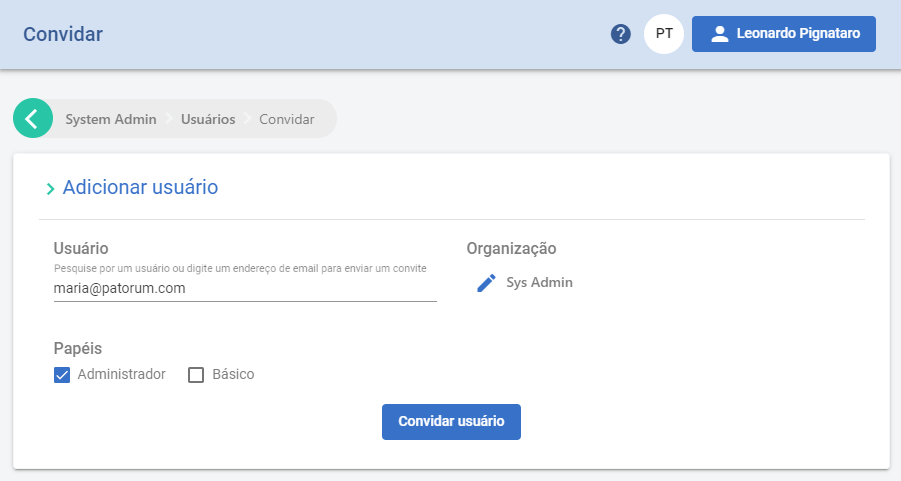 Convidar
? PT Leonardo Pignataro
System Admin Usuários Convidar
Adicionar usuário
Usuário
Pesquise por um usuário ou digite um endereço de email para enviar um convite
maria@patorum.com
Organização
Sys Admin
Papéis
Administrador Básico
Convidar usuário